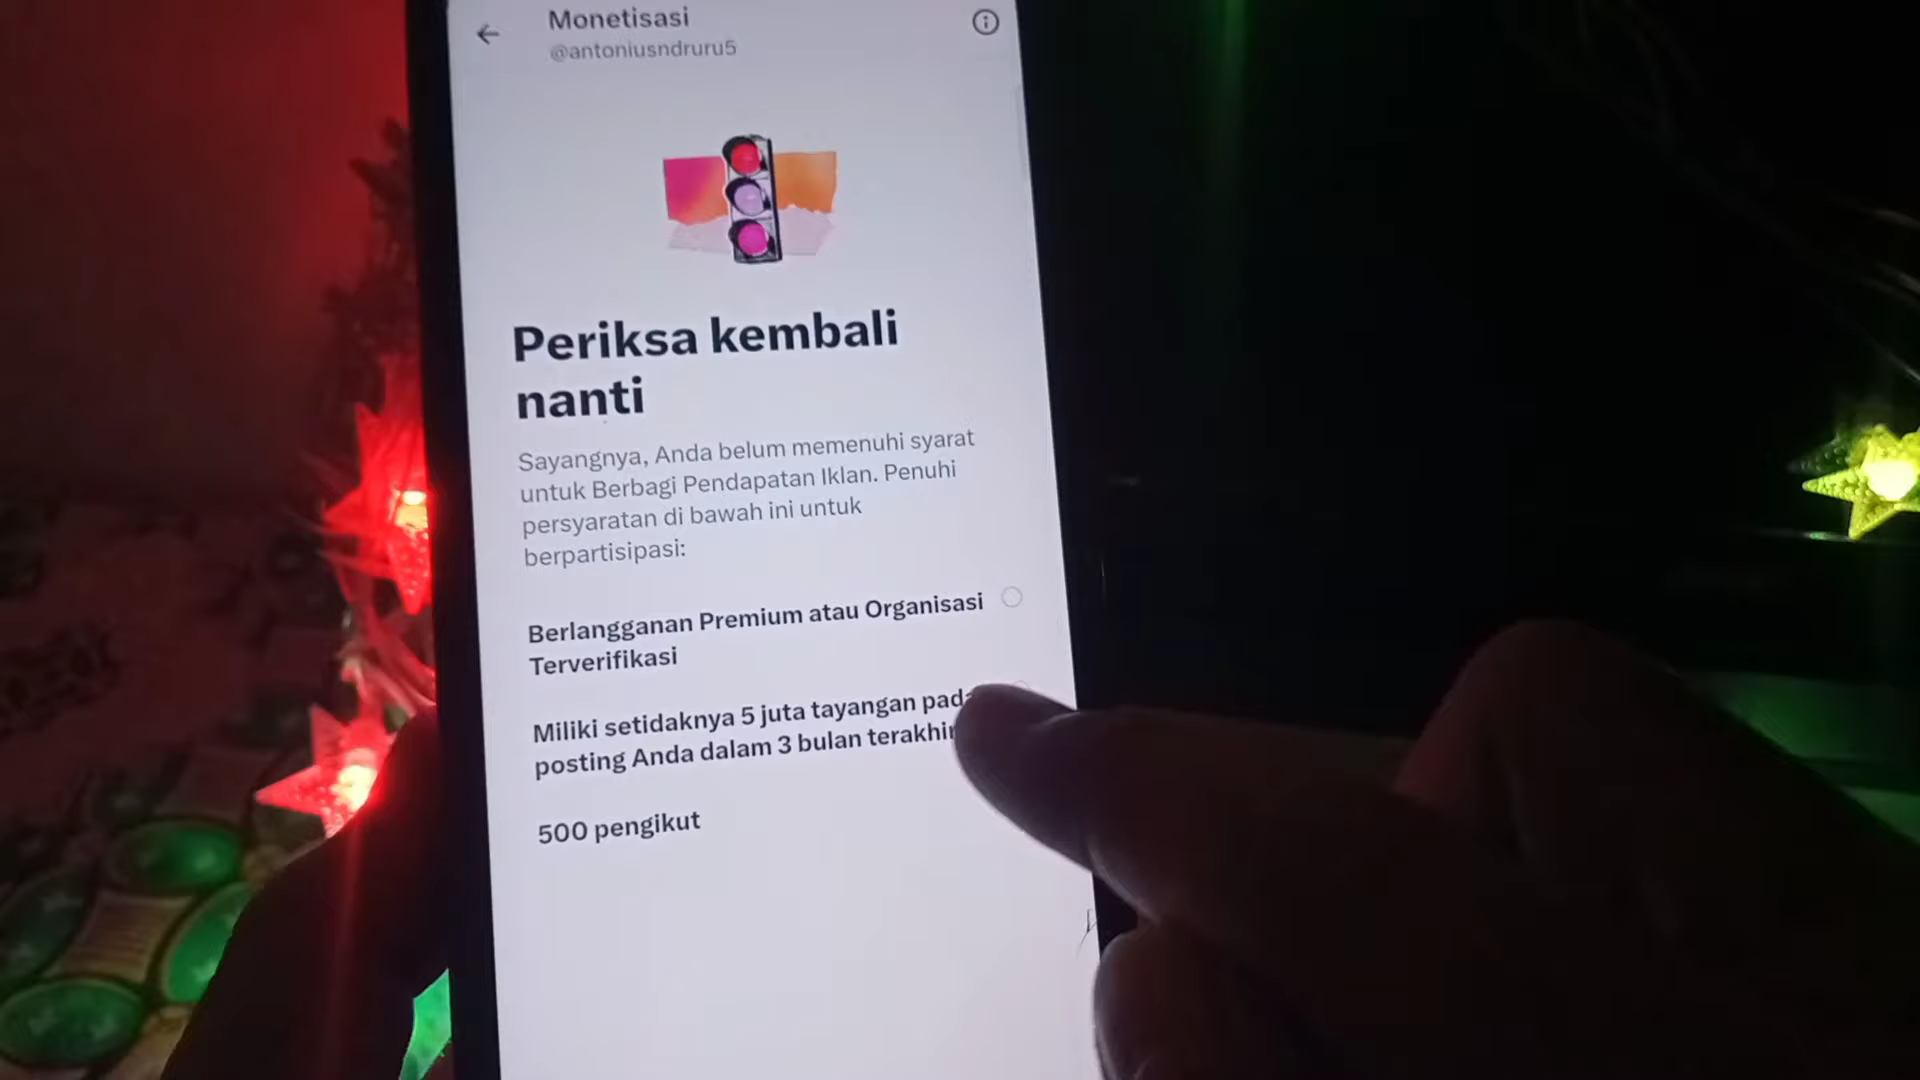 Monetisasi
@antoniusndruru5
Periksa kembali
nanti
Sayangnya, Anda belum memenuhi syarat
untuk Berbagi Pendapatan Iklan. Penuhi
persyaratan di bawah ini untuk
berpartisipasi:
Berlangganan Premium atau Organisasi
Terverifikasi
Miliki setidaknya 5 juta tayangan pada
posting Anda dalam 3 bulan terakhir
500 pengikut